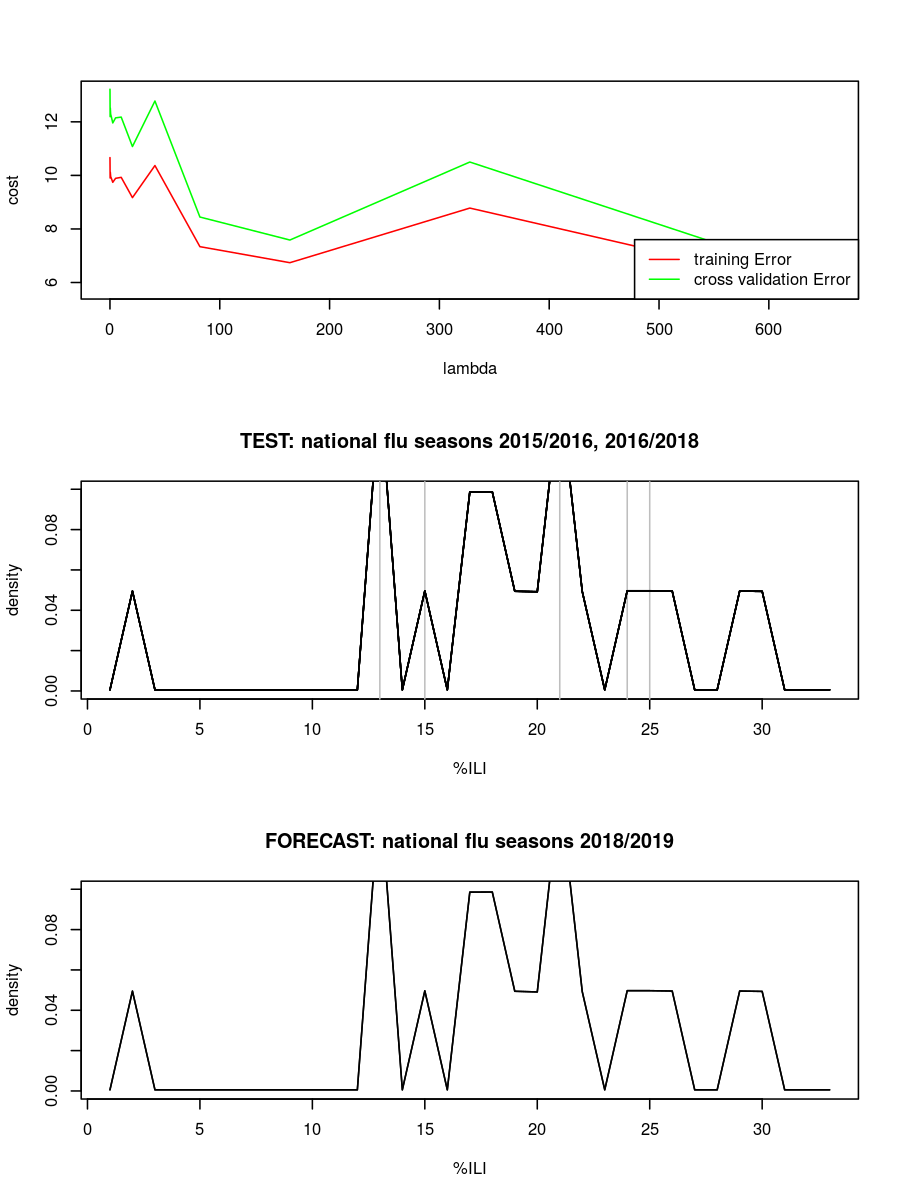 12
10
8
6
cost
training Error
cross validation Error
0 100 200 300 400 500 600
lambda
TEST: national flu seasons 2015/2016, 2016/2018
0.08
0.04
0.00
density
0 5 10 15 20 25 30
%ILI
FORECAST: national flu seasons 2018/2019
0.08
0.04
0.00
density
0 5 10 15 20 25 30
%ILI